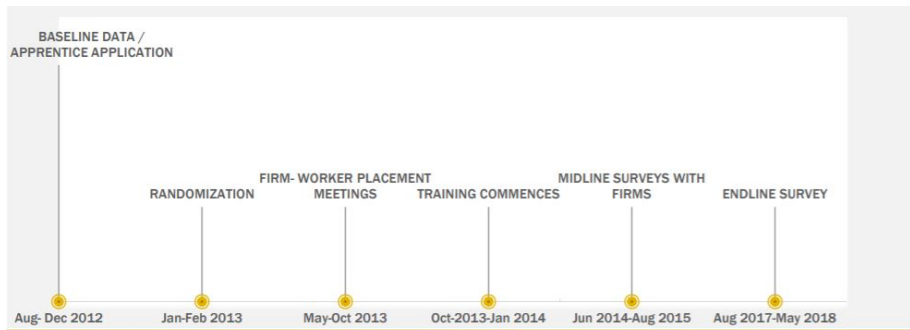 BASELINE DATA /
APPRENTICE APPLICATION
RANDOMIZATION
FIRM- WORKER PLACEMENT
MEETINGS
TRAINING COMMENCES
MIDLINE SURVEYS WITH
FIRMS
ENDLINE SURVEY
Aug- Dec 2012
Jan-Feb 2013
May-Oct 2013
Oct-2013-Jan 2014
Jun 2014-Aug 2015
Aug 2017-May 2018